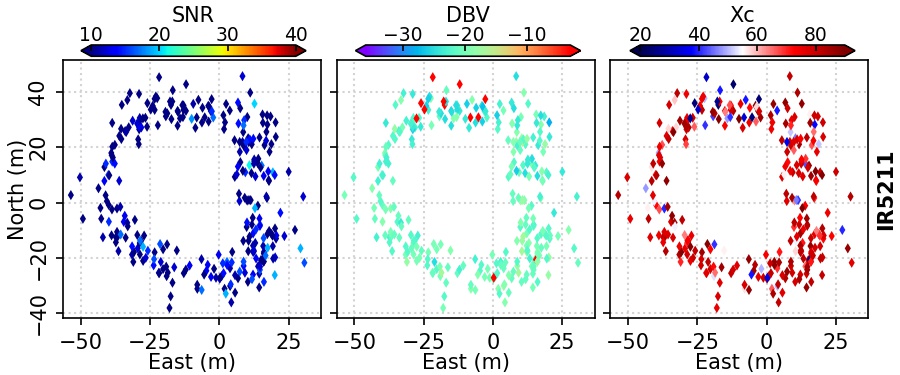 SNR DBV Xc
10 20 30 40 −30 −20 −10 20 40 60 80
40
20
0
−20
−40
North (m)
−50 −25 0 25 −50 −25 0 25 −50 −25 0 25
East (m) East (m) East (m)
IR5211